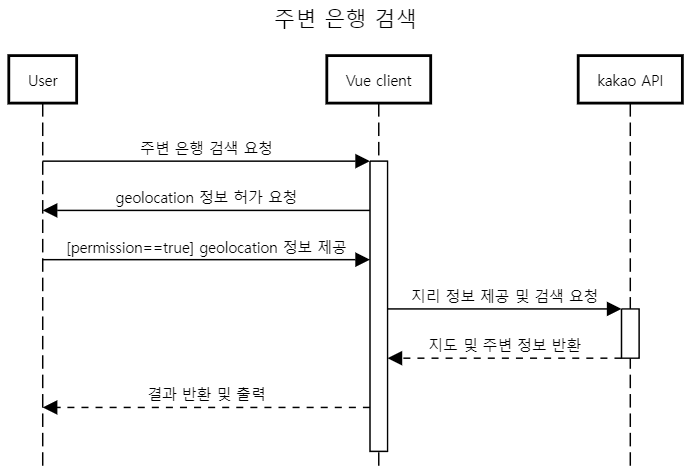 주변 은행 검색
User
Vue client
kakao API
주변 은행 검색 요청
geolocation 정보 허가 요청
[permission==true] geolocation 정보 제공
지리 정보 제공 및 검색 요청
지도 및 주변 정보 반환
결과 반환 및 출력